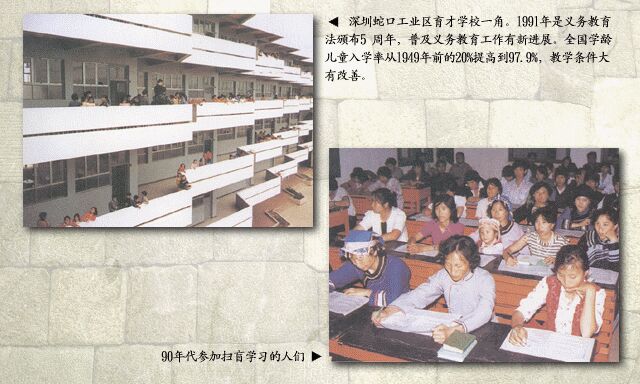 ◀ 深圳蛇口工业区育才学校一角。1991年是义务教育
法颁布5 周年，普及义务教育工作有新进展。全国学龄
儿童入学率从1949年前的20%提高到97.9%，教学条件大
有改善。
90年代参加扫盲学习的人们 ▶